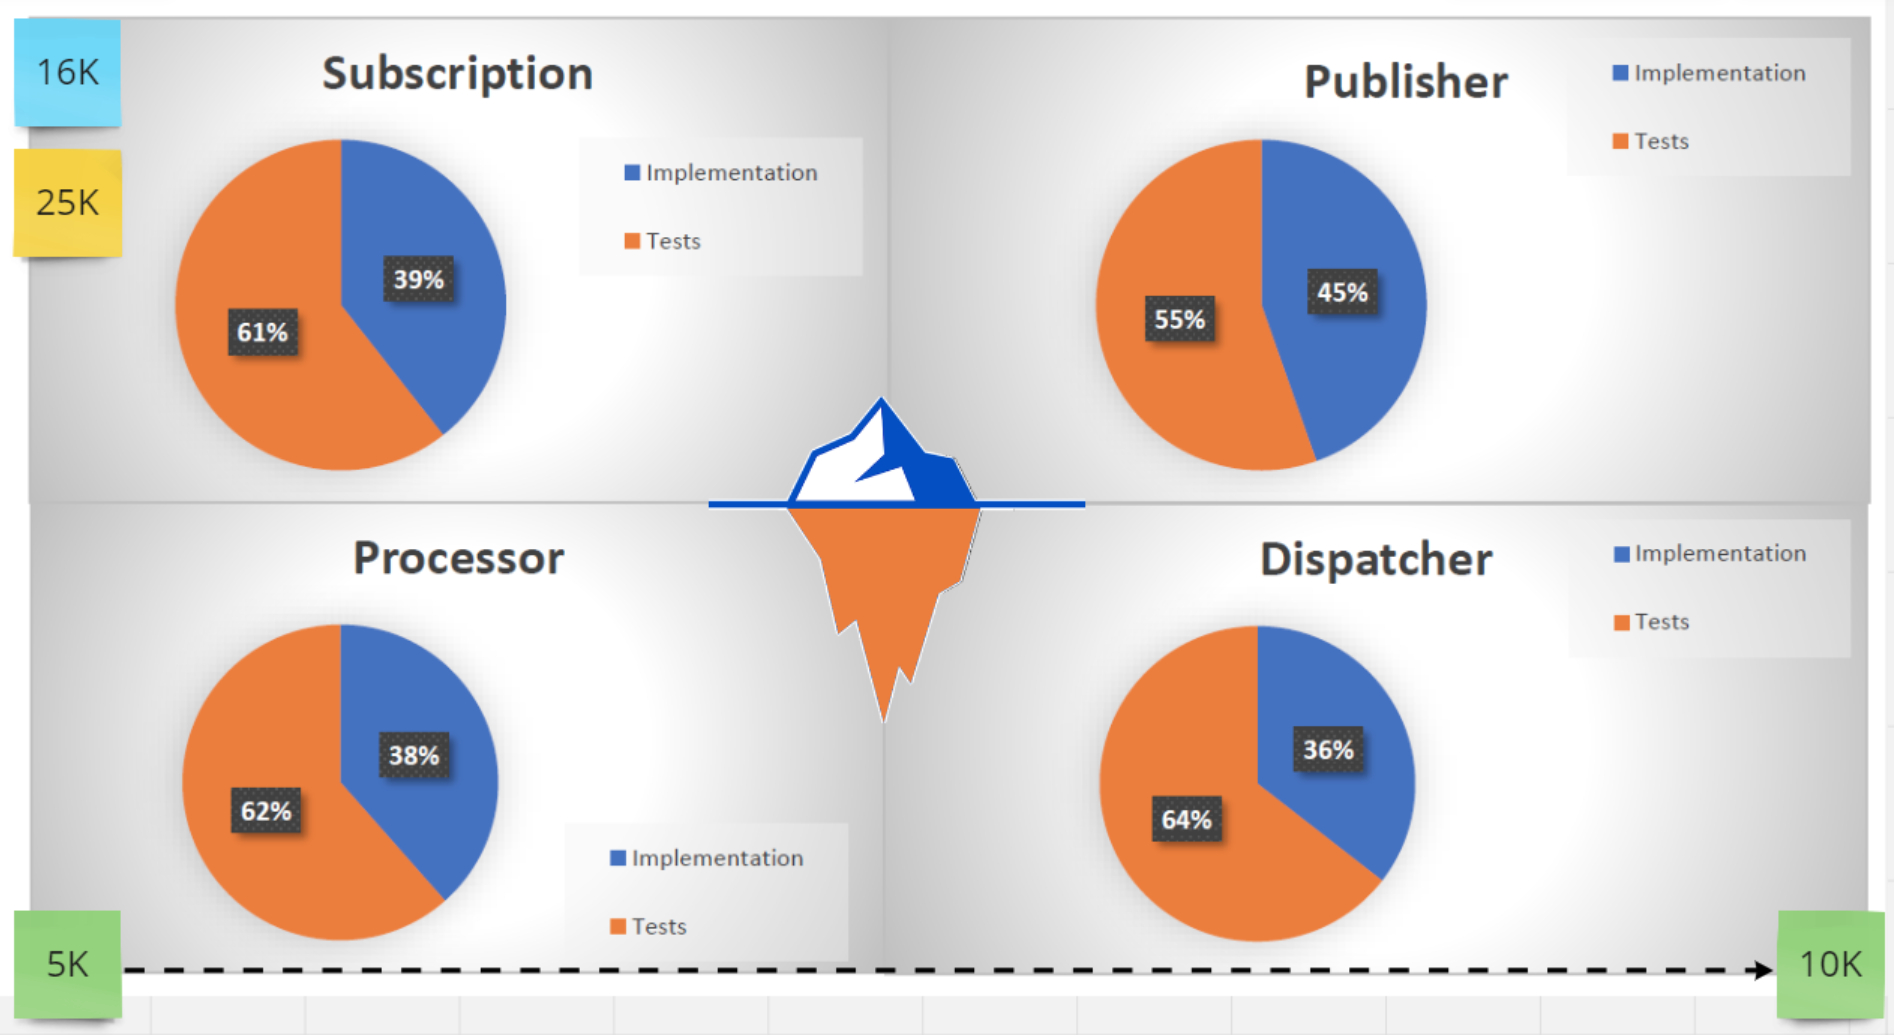 16K
25K
Subscription
Implementation
Tests
39%
61%
Publisher
Implementation
Tests
45%
55%
Processor
38%
62%
Implementation
Tests
Dispatcher
Implementation
Tests
36%
64%
5K
10K